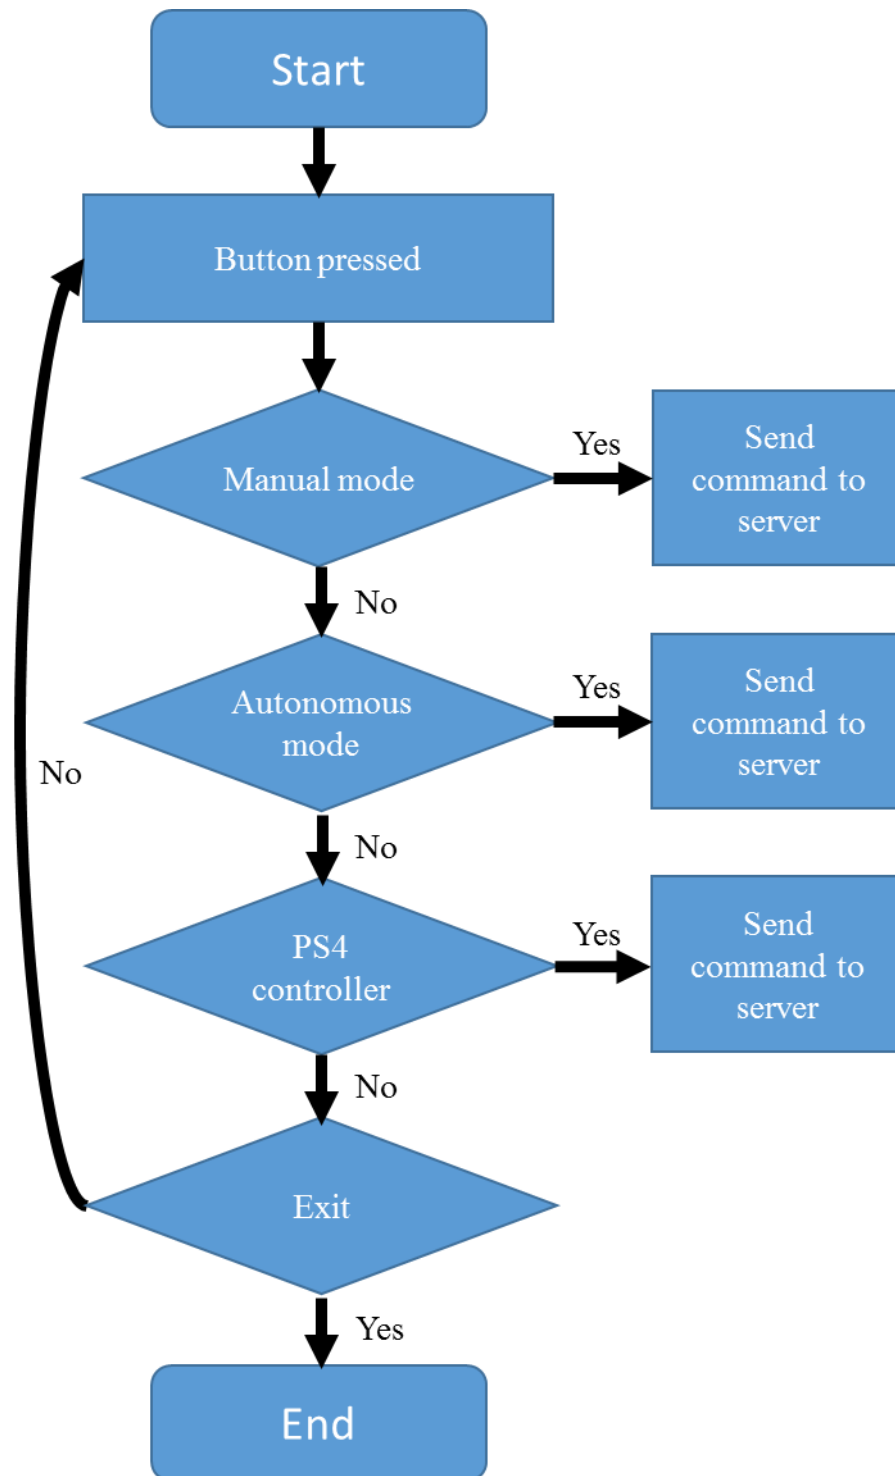 Start
Button pressed
Manual mode
Yes
Send
command to
server
No
Autonomous
mode
Yes
Send
command to
server
No
No
PS4
controller
Yes
Send
command to
server
No
Exit
Yes
End